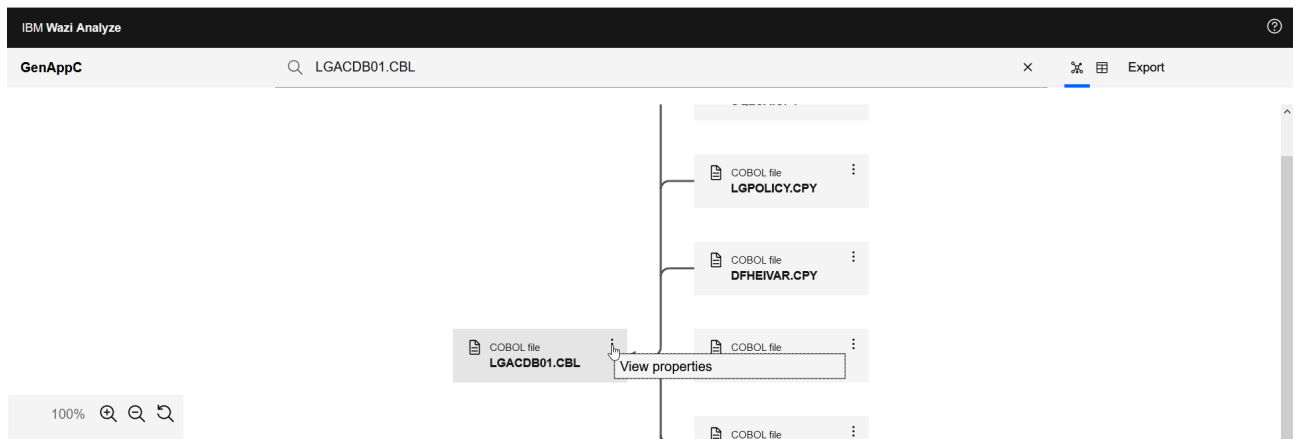 IBM Wazi Analyze
GenAppC
LGACDB01.CBL
Export
COBOL file
LGPOLICY.CPY
COBOL file
DFHEIVAR.CPY
COBOL file
LGACDB01.CBL
COBOL file
View properties
100%
COBOL file